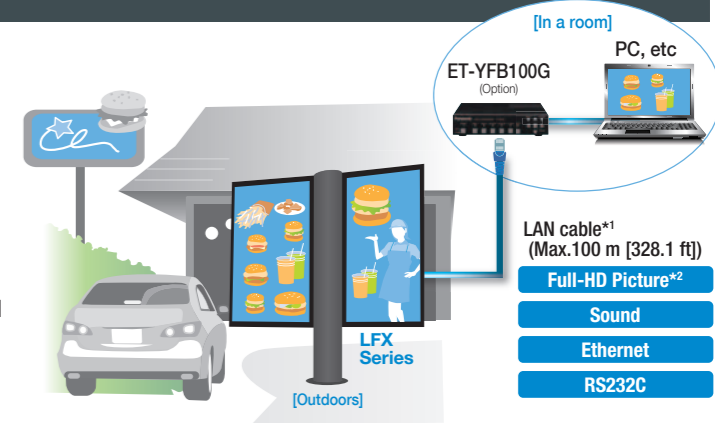 [In a room]
PC, etc
ET-YFB100G
(Option)
LAN cable*1
(Max.100 m [328.1 ft])
Full-HD Picture*2
Sound
Ethernet
RS232C
LFX
Series
[Outdoors]